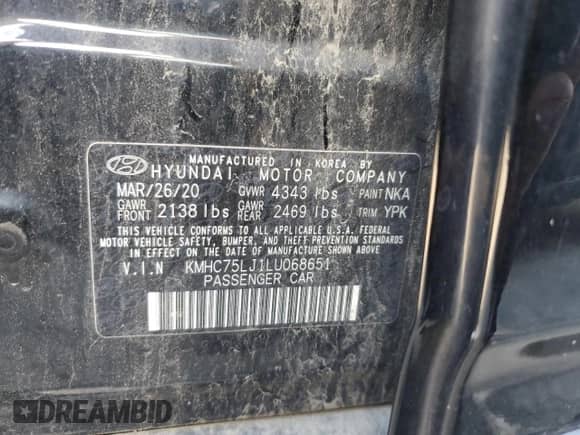 MANUFACTURED IN KOREA BY
HYUNDAI MOTOR COMPANY
MAR/26/20 GVWR 4343 lbs PAINT NKA
GAWR FRONT 2138 lbs GAWR REAR 2469 lbs TRIM YPK
THIS VEHICLE CONFORMS TO ALL APPLICABLE U.S.A. FEDERAL
MOTOR VEHICLE SAFETY, BUMPER, AND THEFT PREVENTION STANDARDS
IN EFFECT ON THE DATE OF MANUFACTURE SHOWN ABOVE.
V.I.N KMHC75LJ1LU068651
PASSENGER CAR
DREAMBID